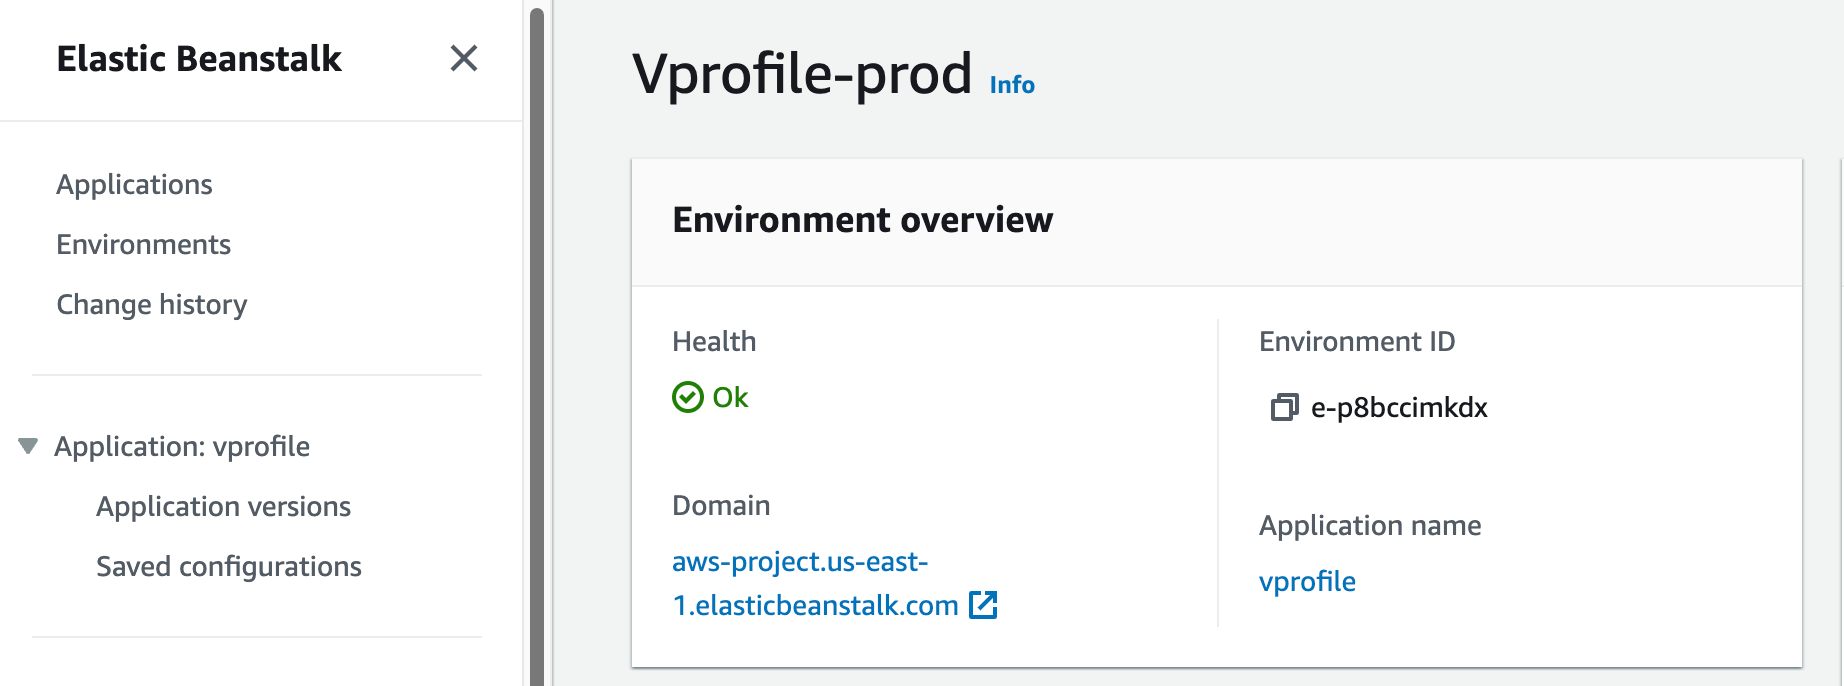 Elastic Beanstalk
Applications
Environments
Change history
Application: vprofile
Application versions
Saved configurations
Vprofile-prod Info
Environment overview
Health
Ok
Domain
aws-project.us-east-
1.elasticbeanstalk.com
Environment ID
e-p8bccimkdx
Application name
vprofile